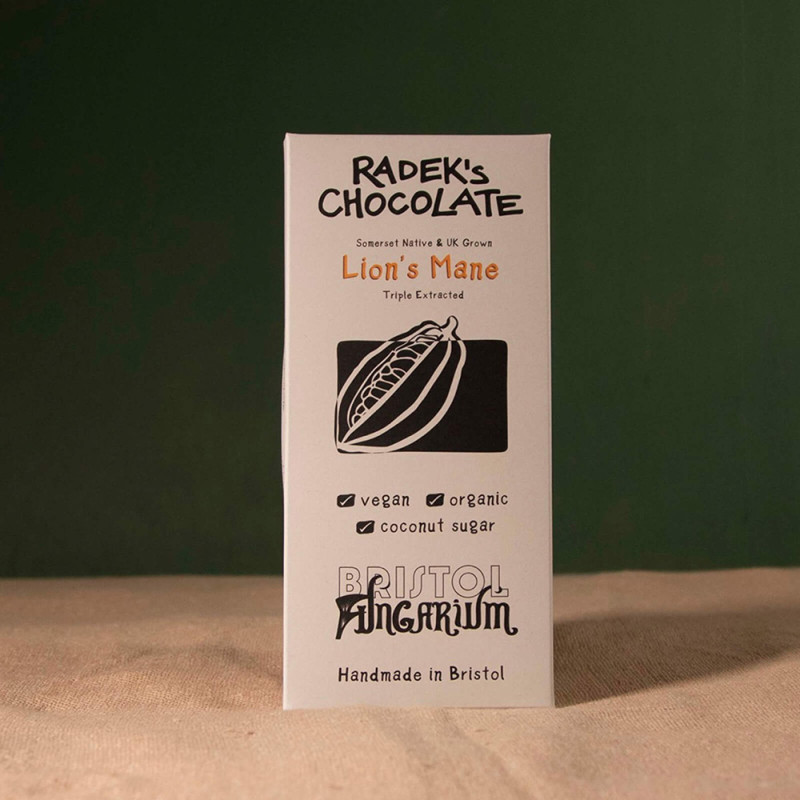 RADEK'S
CHOCOLATE
Somerset Native & UK Grown
Lion's Mane
Triple Extracted
vegan organic
coconut sugar
BRISTOL
FUNGARIUM
Handmade in Bristol